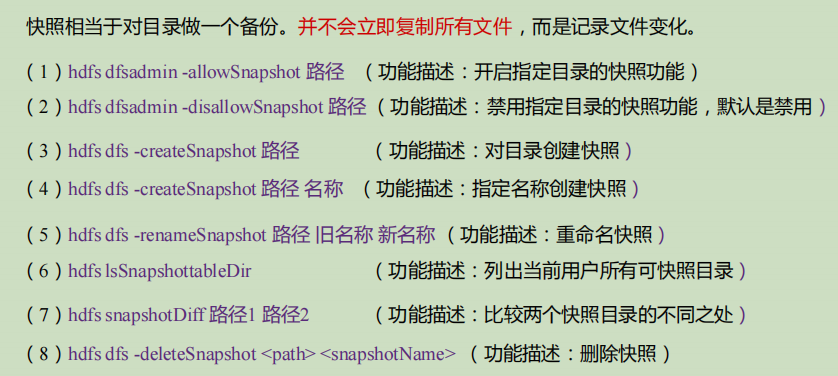 快照相当于对目录做一个备份。并不会立即复制所有文件，而是记录文件变化。
（1）hdfs dfsadmin -allowSnapshot 路径 （功能描述：开启指定目录的快照功能）
（2）hdfs dfsadmin -disallowSnapshot 路径（功能描述：禁用指定目录的快照功能，默认是禁用）
（3）hdfs dfs -createSnapshot 路径 （功能描述：对目录创建快照）
（4）hdfs dfs -createSnapshot 路径 名称 （功能描述：指定名称创建快照）
（5）hdfs dfs -renameSnapshot 路径 旧名称 新名称（功能描述：重命名快照）
（6）hdfs lsSnapshottableDir （功能描述：列出当前用户所有可快照目录）
（7）hdfs snapshotDiff 路径1 路径2 （功能描述：比较两个快照目录的不同之处）
（8）hdfs dfs -deleteSnapshot <path> <snapshotName> （功能描述：删除快照）